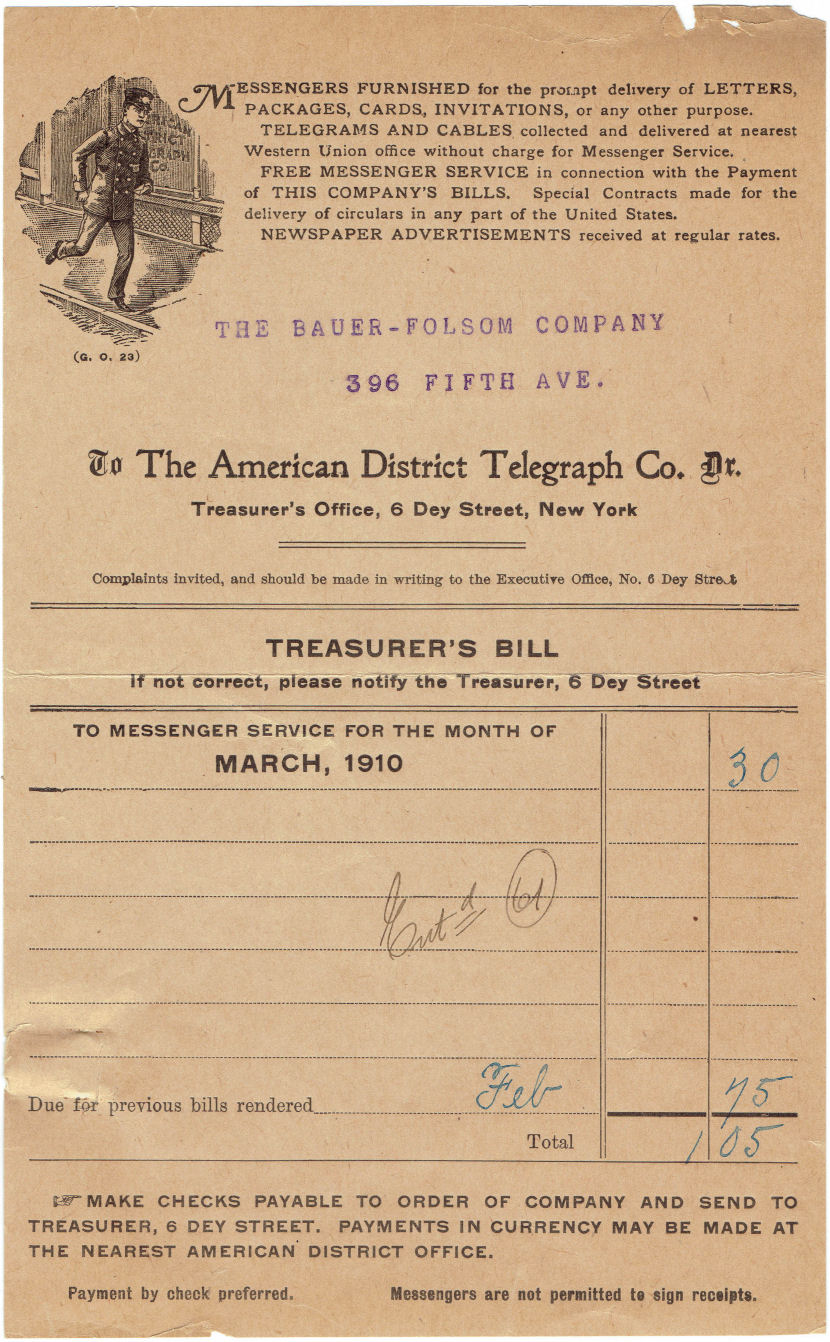 MESSENGERS FURNISHED for the prompt delivery of LETTERS,
PACKAGES, CARDS, INVITATIONS, or any other purpose.
TELEGRAMS AND CABLES collected and delivered at nearest
Western Union office without charge for Messenger Service.
FREE MESSENGER SERVICE in connection with the Payment
of THIS COMPANY'S BILLS. Special Contracts made for the
delivery of circulars in any part of the United States.
NEWSPAPER ADVERTISEMENTS received at regular rates.
(G. O. 23)
THE BAUER-FOLSOM COMPANY
396 FIFTH AVE.
To The American District Telegraph Co. Dr.
Treasurer's Office, 6 Dey Street, New York
Complaints invited, and should be made in writing to the Executive Office, No. 6 Dey Street
TREASURER'S BILL
If not correct, please notify the Treasurer, 6 Dey Street
TO MESSENGER SERVICE FOR THE MONTH OF
MARCH, 1910 30
Ent'd 61
Due for previous bills rendered Feb 75
Total 1 05
☞ MAKE CHECKS PAYABLE TO ORDER OF COMPANY AND SEND TO
TREASURER, 6 DEY STREET. PAYMENTS IN CURRENCY MAY BE MADE AT
THE NEAREST AMERICAN DISTRICT OFFICE.
Payment by check preferred. Messengers are not permitted to sign receipts.